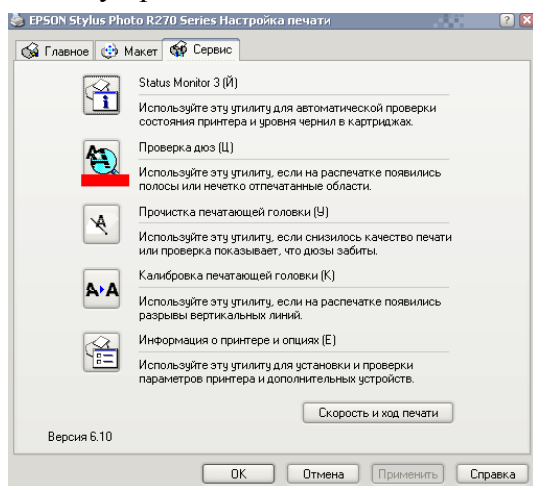 EPSON Stylus Photo R270 Series Настройка печати
Главное Макет Сервис
Status Monitor 3 (Й)
Используйте эту утилиту для автоматической проверки
состояния принтера и уровня чернил в картриджах.
Проверка дюз (Ц)
Используйте эту утилиту, если на распечатке появились
полосы или нечетко отпечатанные области.
Прочистка печатающей головки (У)
Используйте эту утилиту, если снизилось качество печати
или проверка показывает, что дюзы забиты.
Калибровка печатающей головки (К)
Используйте эту утилиту, если на распечатке появились
разрывы вертикальных линий.
Информация о принтере и опциях (Е)
Используйте эту утилиту для установки и проверки
параметров принтера и дополнительных устройств.
Скорость и ход печати
Версия 6.10
OK Отмена Применить Справка